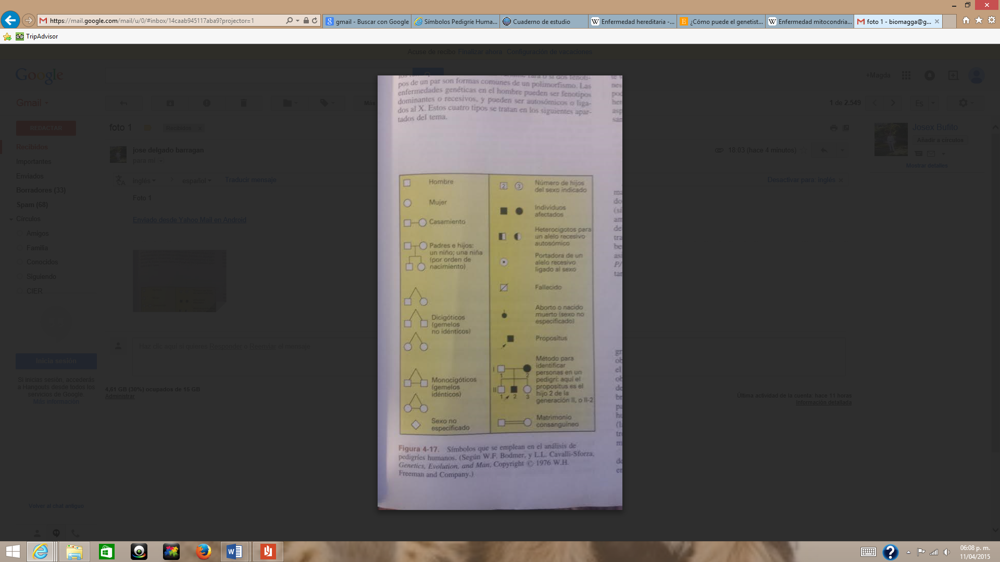 https://mail.google.com/mail/u/0/#inbox/14caab945117aba9?projector=1
gmail - Buscar con Google
Símbolos Pedigríe Huma...
Cuaderno de estudio
Enfermedad hereditaria -...
¿Cómo puede el genetist...
Enfermedad mitocondria...
foto 1 - biomagga@g...
TripAdvisor
Acuse de recibo Finalizar ahora Configuración de vacaciones
Google
+Magda
Gmail
Más
1 de 2.549
Es
REDACTAR
foto 1
Recibidos x
Josex Bufito
Añadir a círculos
Mostrar detalles
Recibidos
Importantes
Enviados
Borradores (33)
Spam (68)
Círculos
Amigos
Familia
Conocidos
Siguiendo
CIER
jose delgado barragan
para mí
18:03 (hace 4 minutos)
inglés
español
Traducir mensaje
Desactivar para: inglés x
Foto 1
Enviado desde Yahoo Mail en Android
Haz clic aquí si quieres Responder o Reenviar el mensaje
Inicia sesión
Si inicias sesión, accederás
a Hangouts desde todos los
servicios de Google.
Más información
4,61 GB (30%) ocupados de 15 GB
Administrar
Última actividad de la cuenta: hace 11 horas
Información detallada
Volver al chat antiguo
pos de un par son formas comunes de un polimorfismo. Las
enfermedades genéticas en el hombre pueden ser fenotipos
dominantes o recesivos, y pueden ser autosómicos o liga-
dos al X. Estos cuatro tipos se tratan en los siguientes apar-
tados del tema.
Hombre
Mujer
Casamiento
Padres e hijos:
un niño; una niña
(por orden de
nacimiento)
Dicigóticos
(gemelos
no idénticos)
Monocigóticos
(gemelos
idénticos)
Sexo no
especificado
2 3
Número de hijos
del sexo indicado
Individuos
afectados
Heterocigotos para
un alelo recesivo
autosómico
Portadora de un
alelo recesivo
ligado al sexo
Fallecido
Aborto o nacido
muerto (sexo no
especificado)
Propositus
I
1 2
II
1 2 3
Método para
identificar
personas en un
pedigrí: aquí el
propositus es el
hijo 2 de la
generación II, o II-2
Matrimonio
consanguíneo
Figura 4-17. Símbolos que se emplean en el análisis de
pedigríes humanos. (Según W.F. Bodmer, y L.L. Cavalli-Sforza,
Genetics, Evolution, and Man, Copyright © 1976 W.H.
Freeman and Company.)
06:08 p. m.
11/04/2015